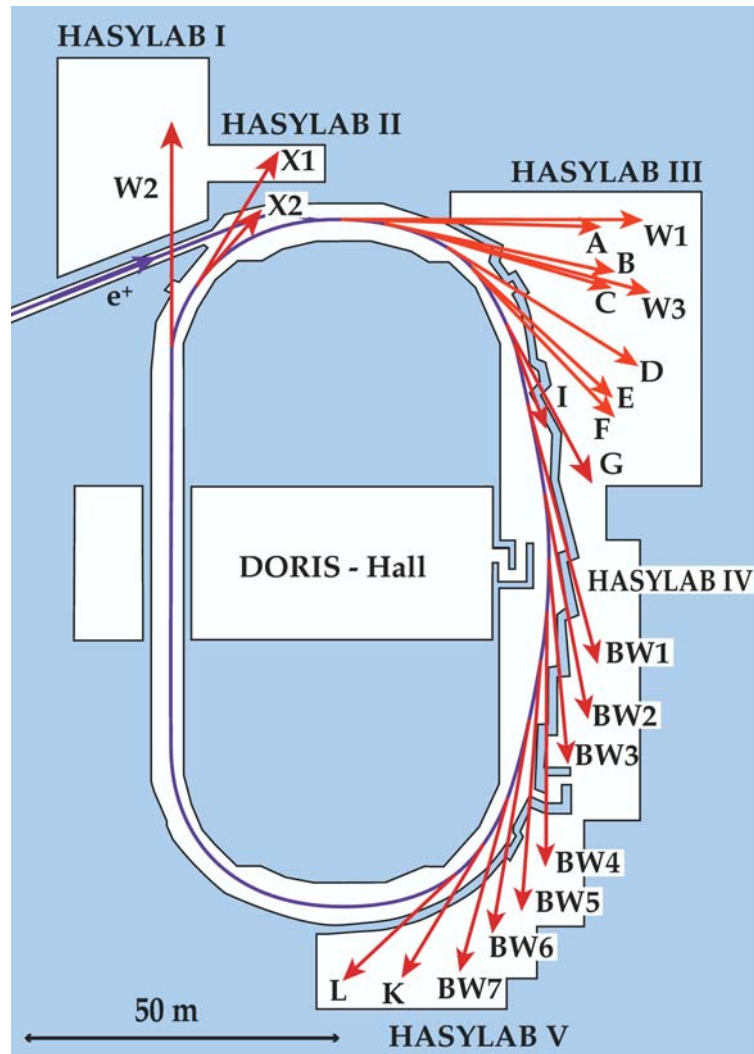 HASYLAB I
HASYLAB II
X1
W2
X2
HASYLAB III
W1
A
B
C
W3
e+
D
E
F
I
G
DORIS - Hall
HASYLAB IV
BW1
BW2
BW3
BW4
BW5
BW6
BW7
L
K
50 m
HASYLAB V